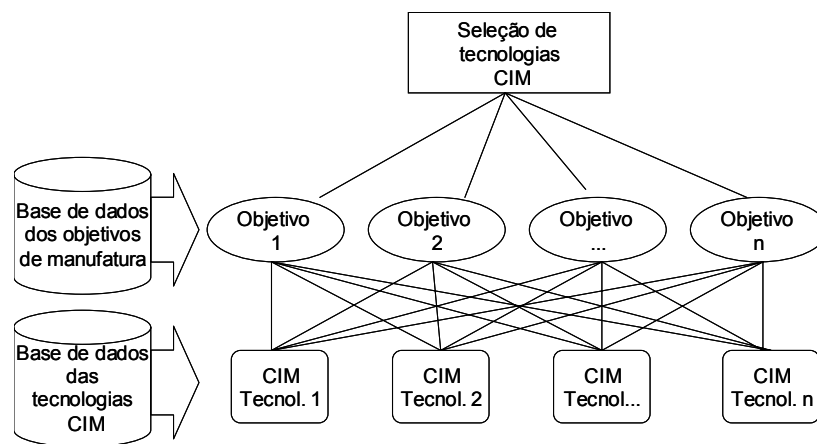 Seleção de
tecnologias
CIM
Base de dados
dos objetivos
de manufatura
Objetivo
1
Objetivo
2
Objetivo
...
Objetivo
n
Base de dados
das
tecnologias
CIM
CIM
Tecnol. 1
CIM
Tecnol. 2
CIM
Tecnol...
CIM
Tecnol. n